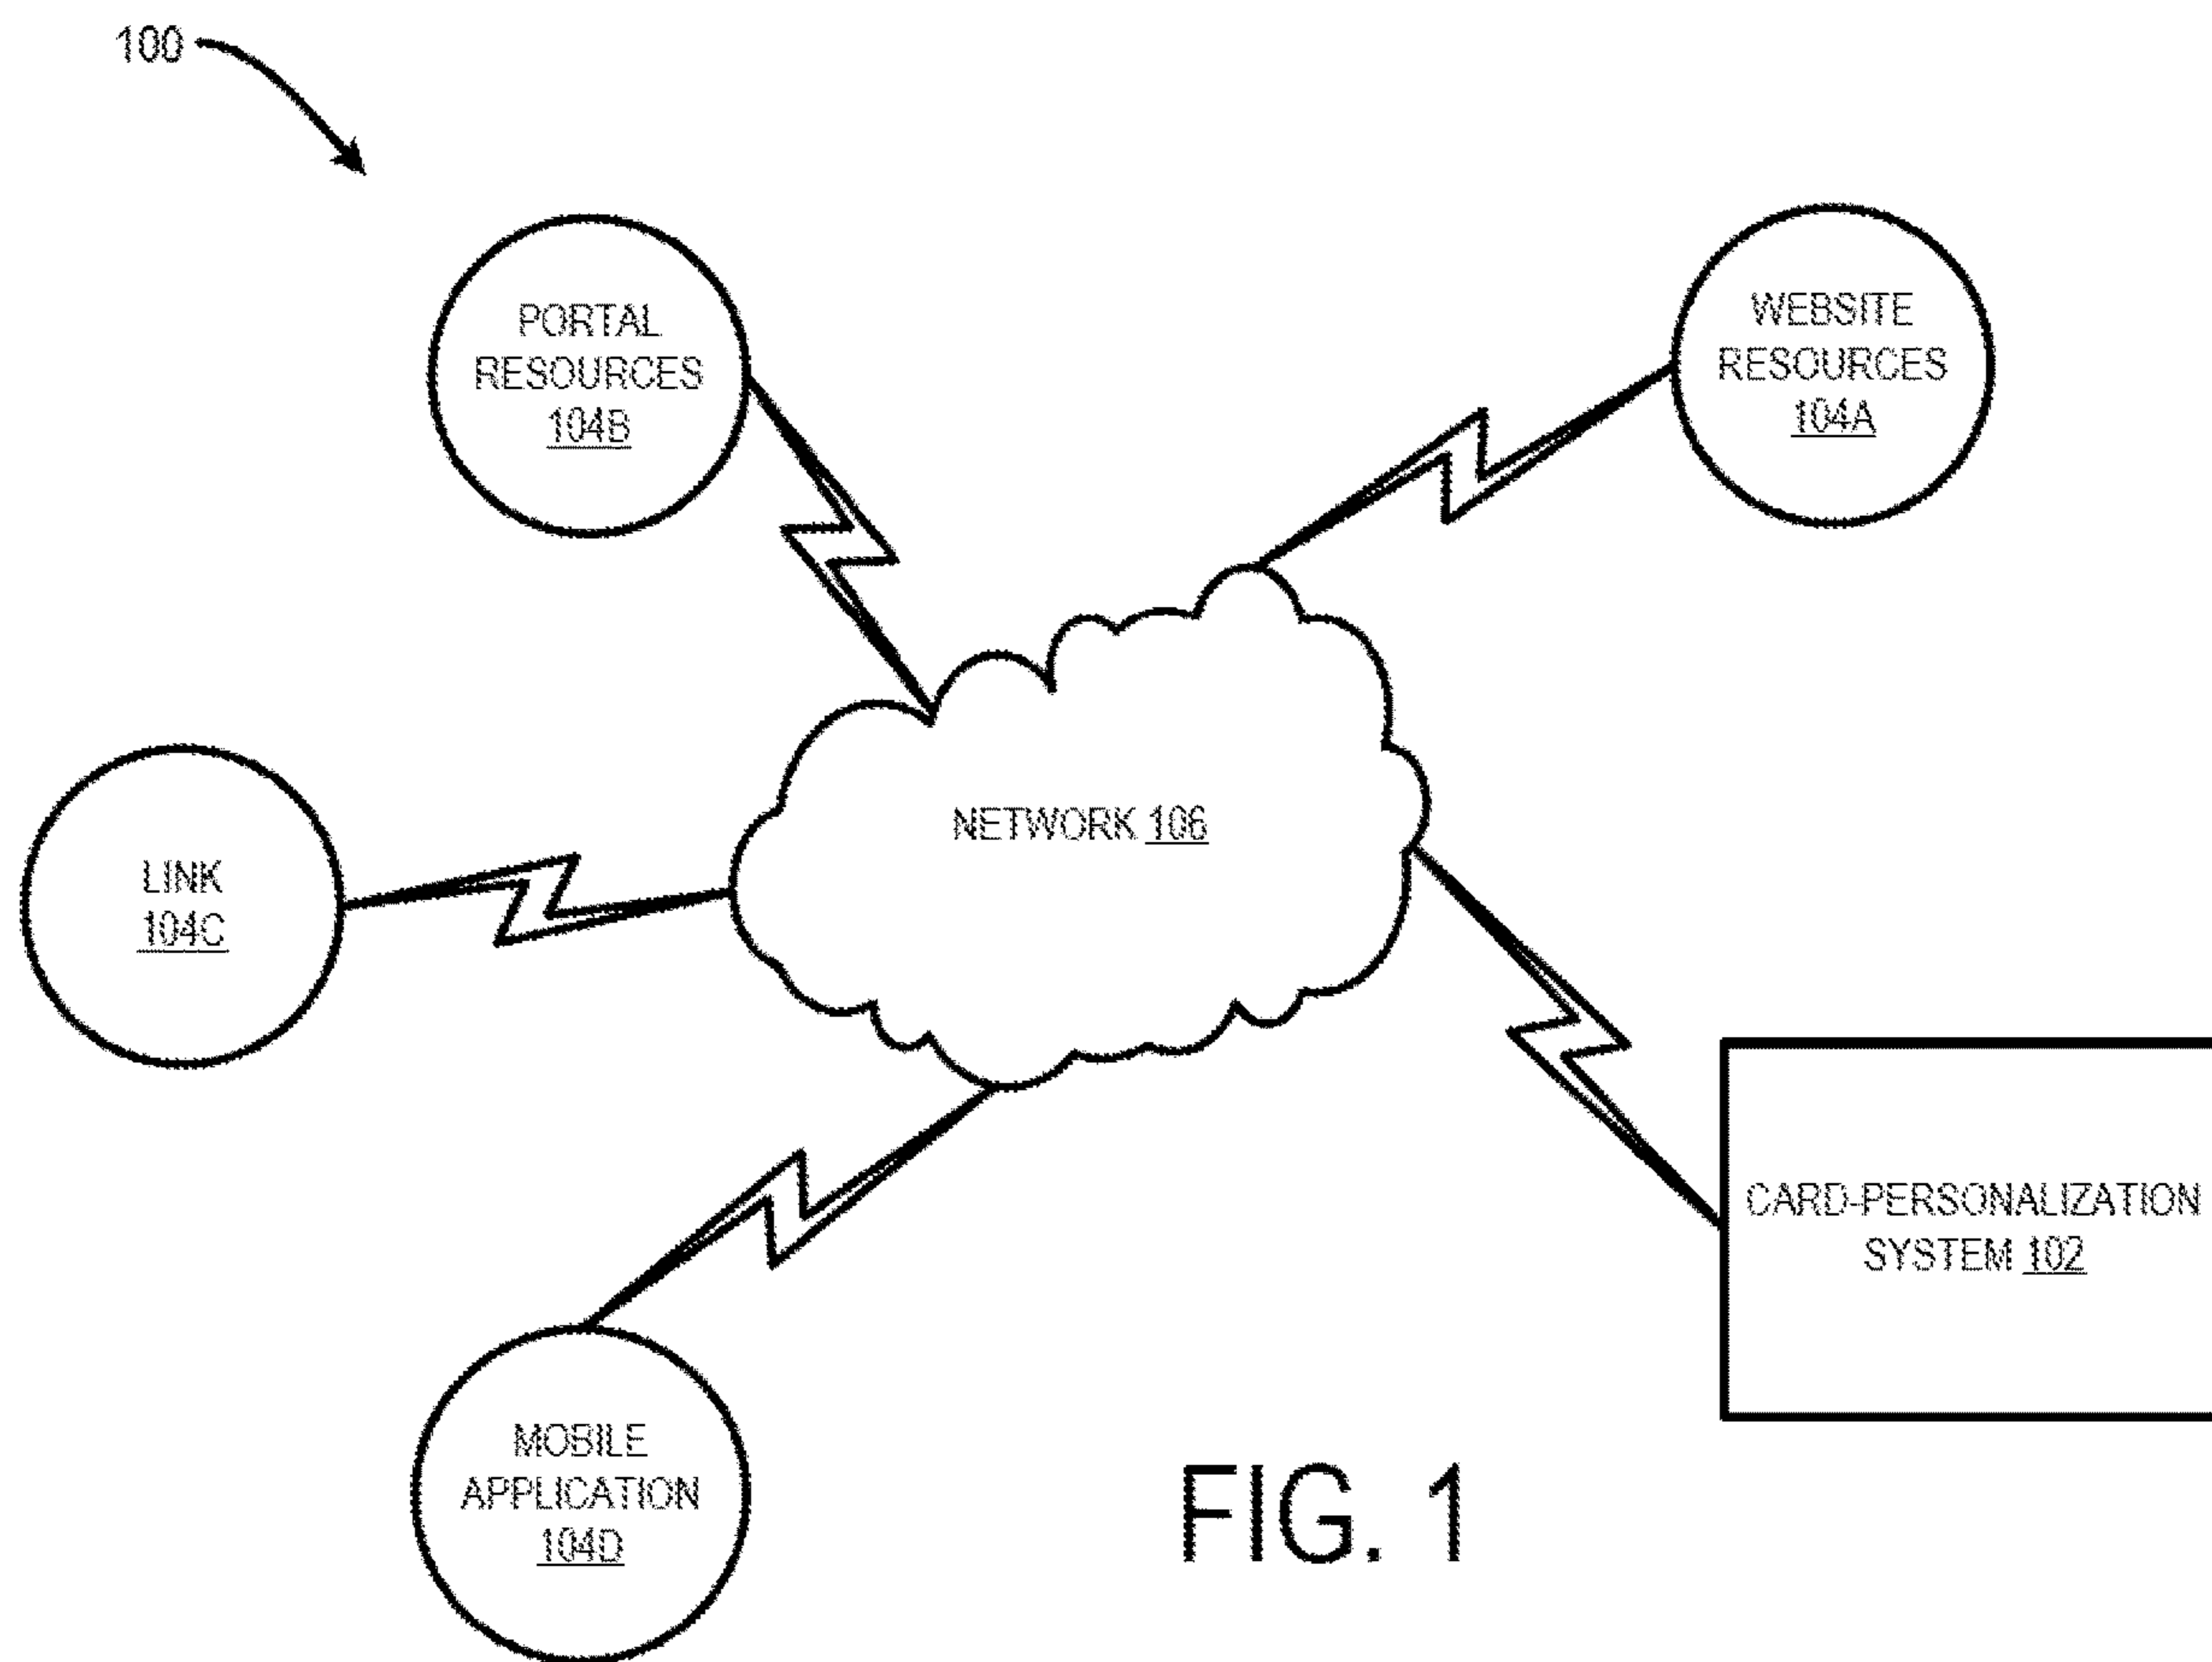 100
PORTAL
RESOURCES
104B
WEBSITE
RESOURCES
104A
NETWORK 106
LINK
104C
CARD-PERSONALIZATION
SYSTEM 102
MOBILE
APPLICATION
104D
FIG. 1